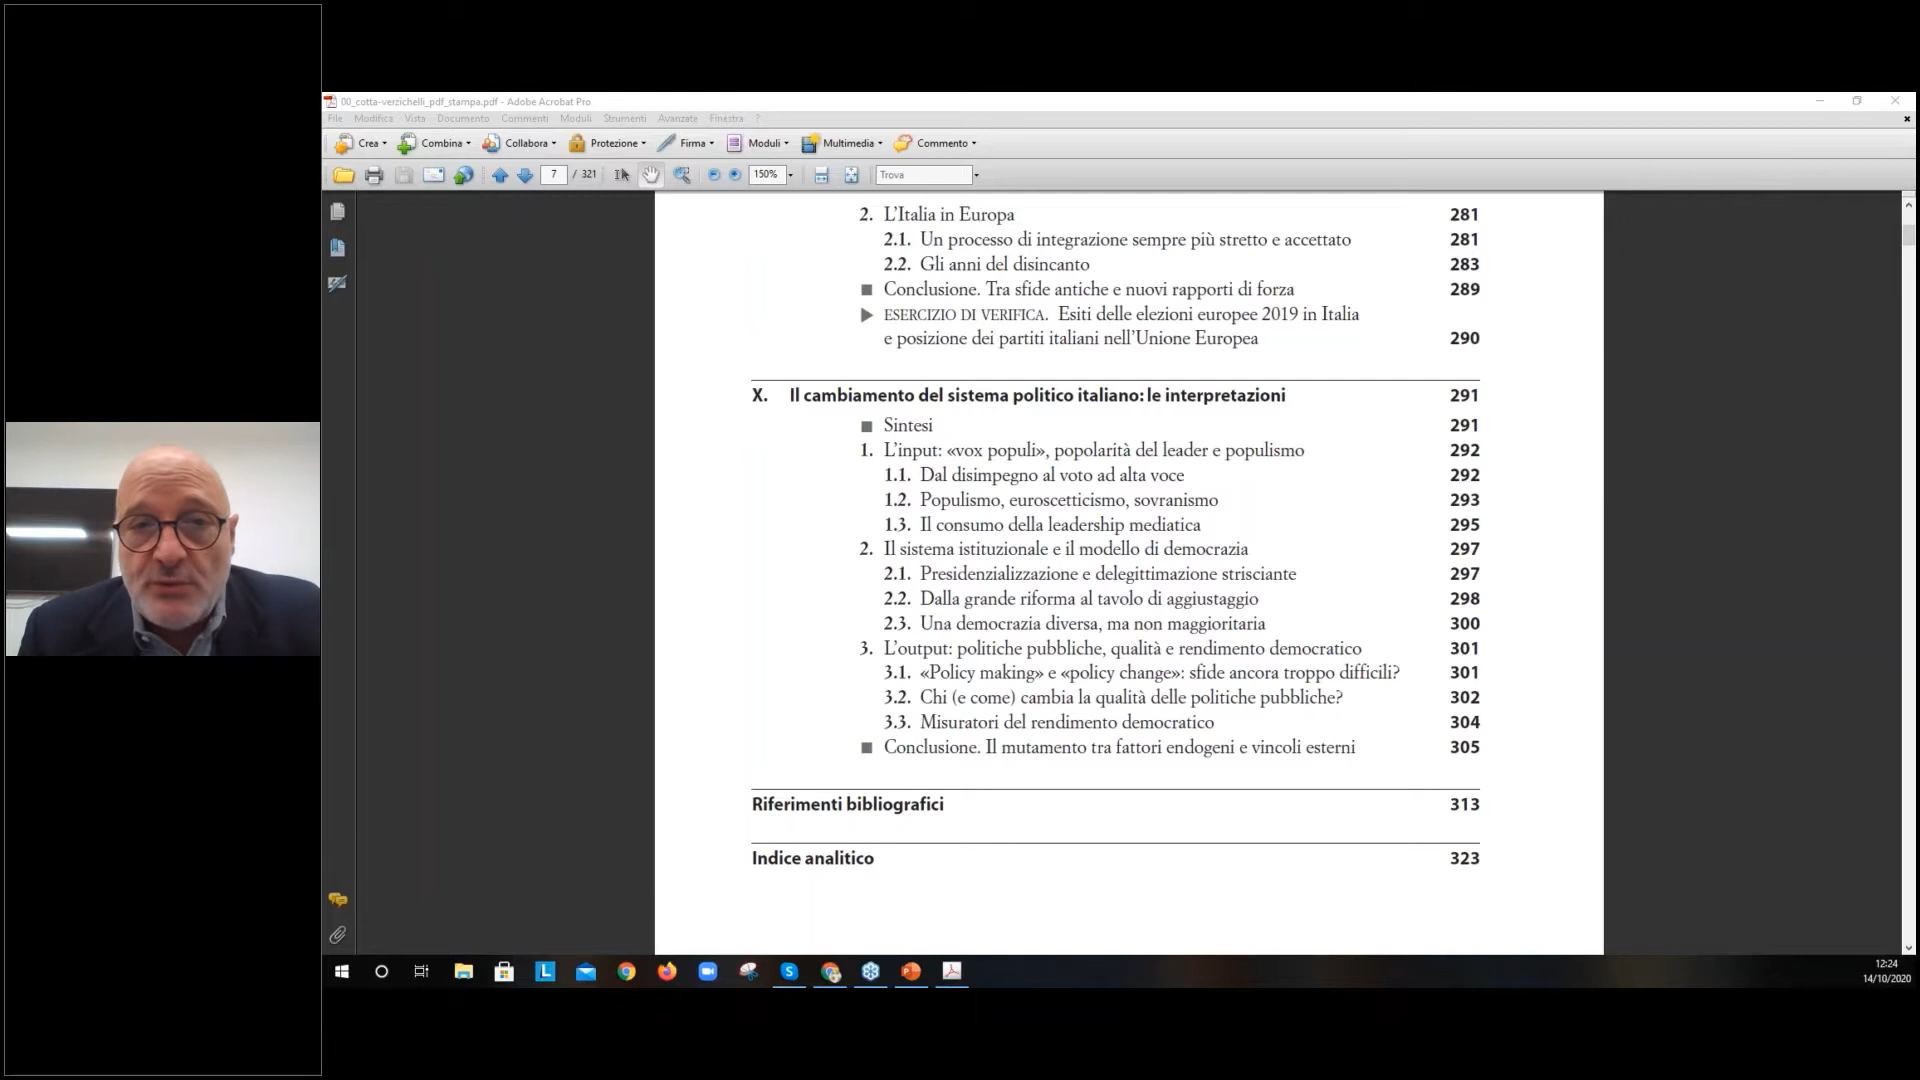 00_cotta-verzichelli_pdf_stampa.pdf - Adobe Acrobat Pro
File Modifica Vista Documento Commenti Moduli Strumenti Avanzate Finestra ?
Crea Combina Collabora Protezione Firma Moduli Multimedia Commento
7 / 321 150% Trova
2. L'Italia in Europa 281
2.1. Un processo di integrazione sempre più stretto e accettato 281
2.2. Gli anni del disincanto 283
■ Conclusione. Tra sfide antiche e nuovi rapporti di forza 289
▶ ESERCIZIO DI VERIFICA. Esiti delle elezioni europee 2019 in Italia
e posizione dei partiti italiani nell'Unione Europea 290
X. Il cambiamento del sistema politico italiano: le interpretazioni 291
■ Sintesi 291
1. L'input: «vox populi», popolarità del leader e populismo 292
1.1. Dal disimpegno al voto ad alta voce 292
1.2. Populismo, euroscetticismo, sovranismo 293
1.3. Il consumo della leadership mediatica 295
2. Il sistema istituzionale e il modello di democrazia 297
2.1. Presidenzializzazione e delegittimazione strisciante 297
2.2. Dalla grande riforma al tavolo di aggiustaggio 298
2.3. Una democrazia diversa, ma non maggioritaria 300
3. L'output: politiche pubbliche, qualità e rendimento democratico 301
3.1. «Policy making» e «policy change»: sfide ancora troppo difficili? 301
3.2. Chi (e come) cambia la qualità delle politiche pubbliche? 302
3.3. Misuratori del rendimento democratico 304
■ Conclusione. Il mutamento tra fattori endogeni e vincoli esterni 305
Riferimenti bibliografici 313
Indice analitico 323
12:24
14/10/2020